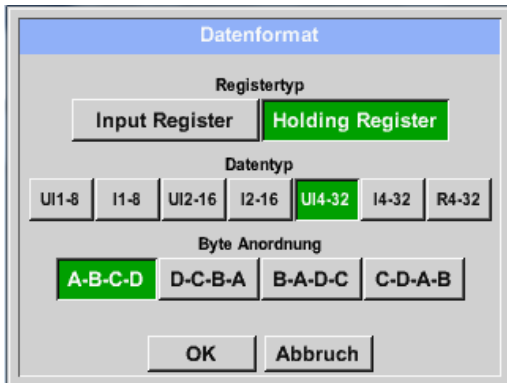 Datenformat
Registertyp
Input Register Holding Register
Datentyp
UI1-8 I1-8 UI2-16 I2-16 UI4-32 I4-32 R4-32
Byte Anordnung
A-B-C-D D-C-B-A B-A-D-C C-D-A-B
OK Abbruch